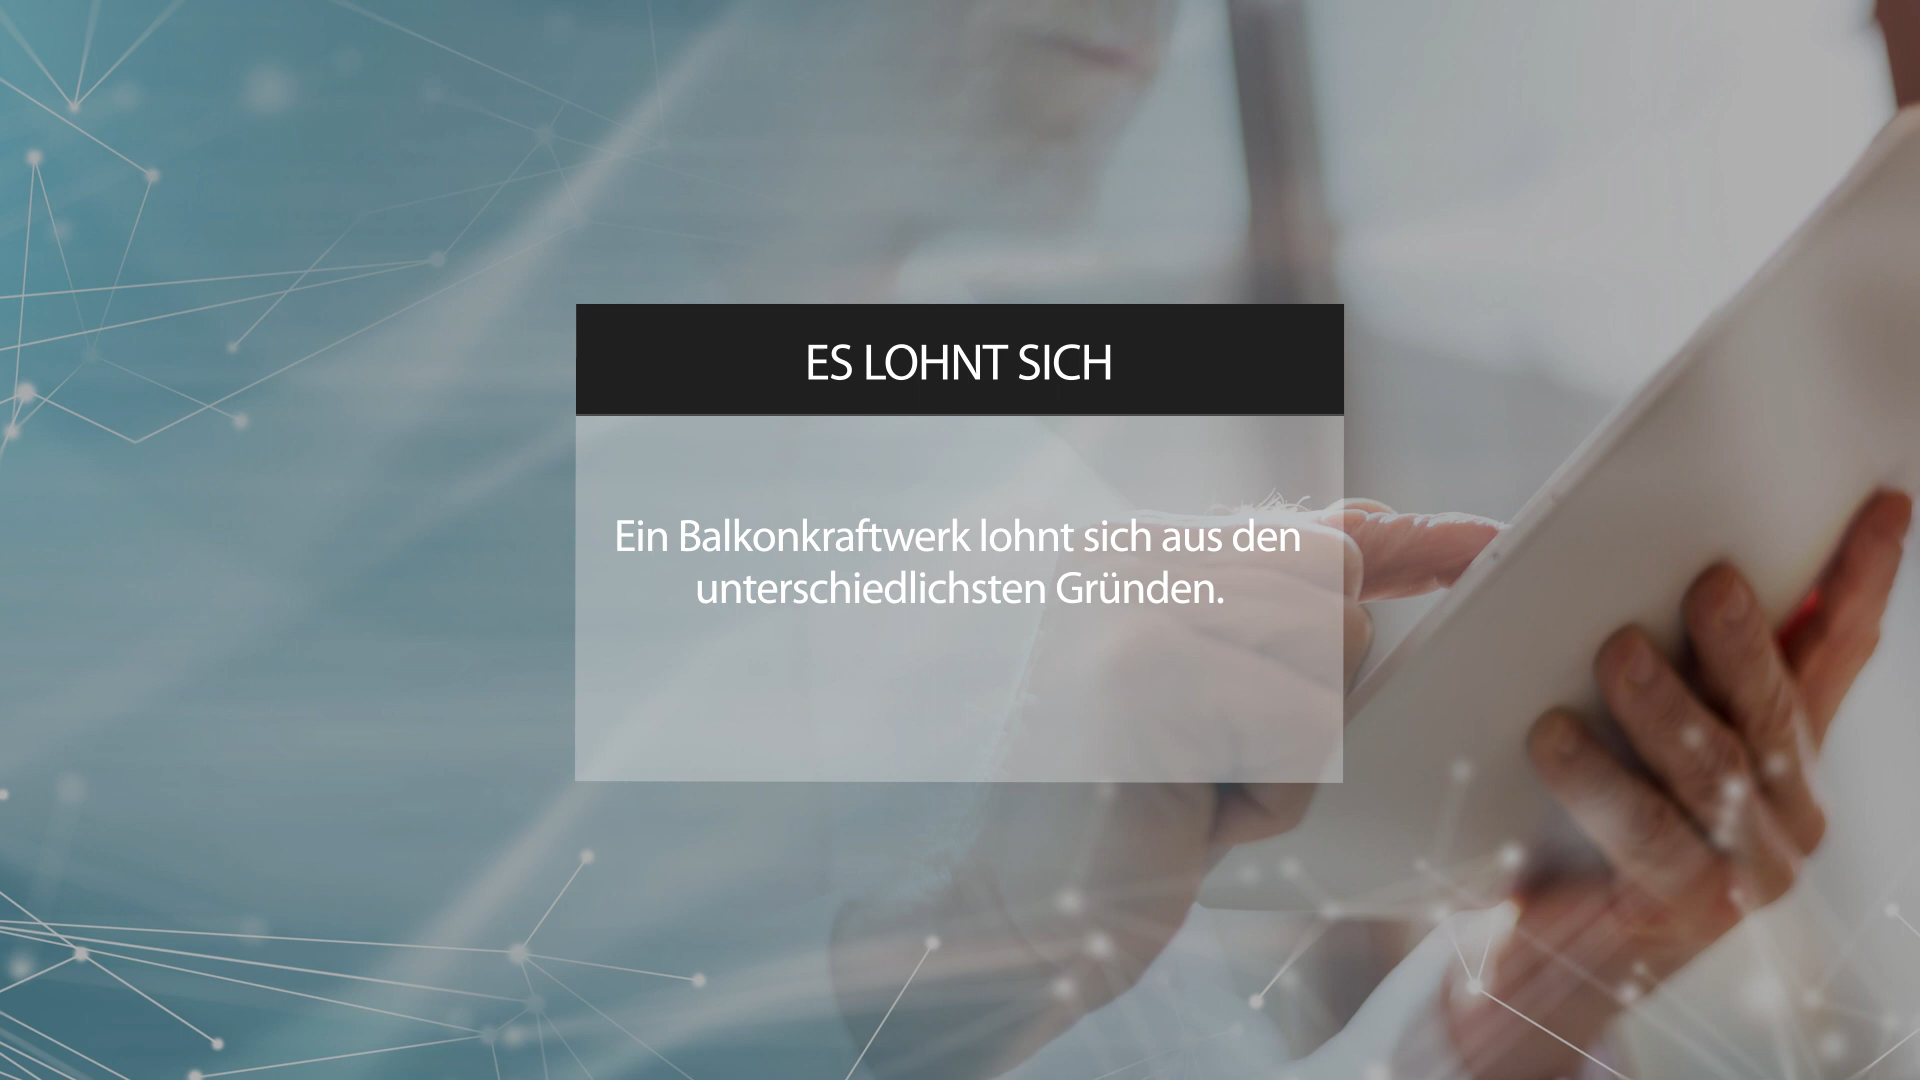 ES LOHNT SICH
Ein Balkonkraftwerk lohnt sich aus den
unterschiedlichsten Gründen.